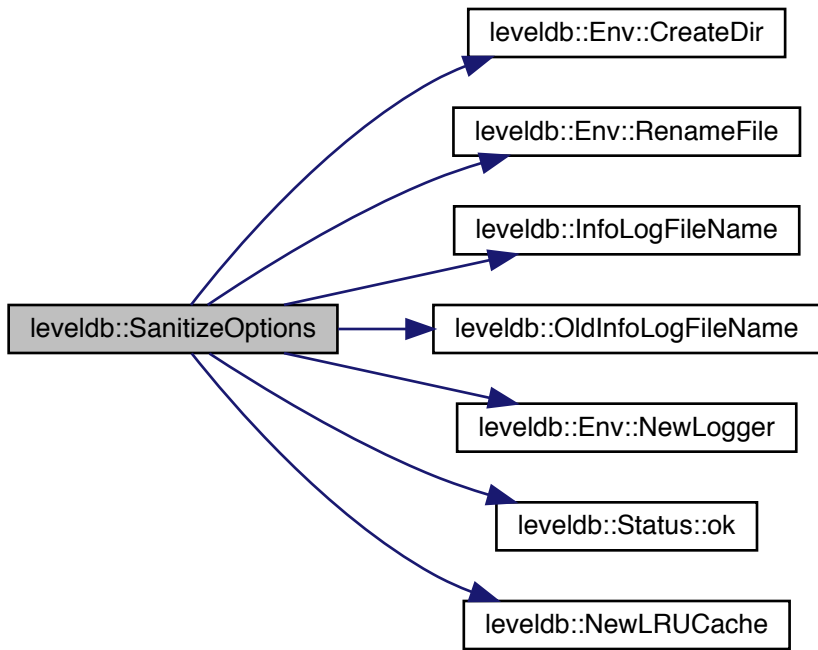 leveldb::Env::CreateDir
leveldb::Env::RenameFile
leveldb::InfoLogFileName
leveldb::SanitizeOptions
leveldb::OldInfoLogFileName
leveldb::Env::NewLogger
leveldb::Status::ok
leveldb::NewLRUCache